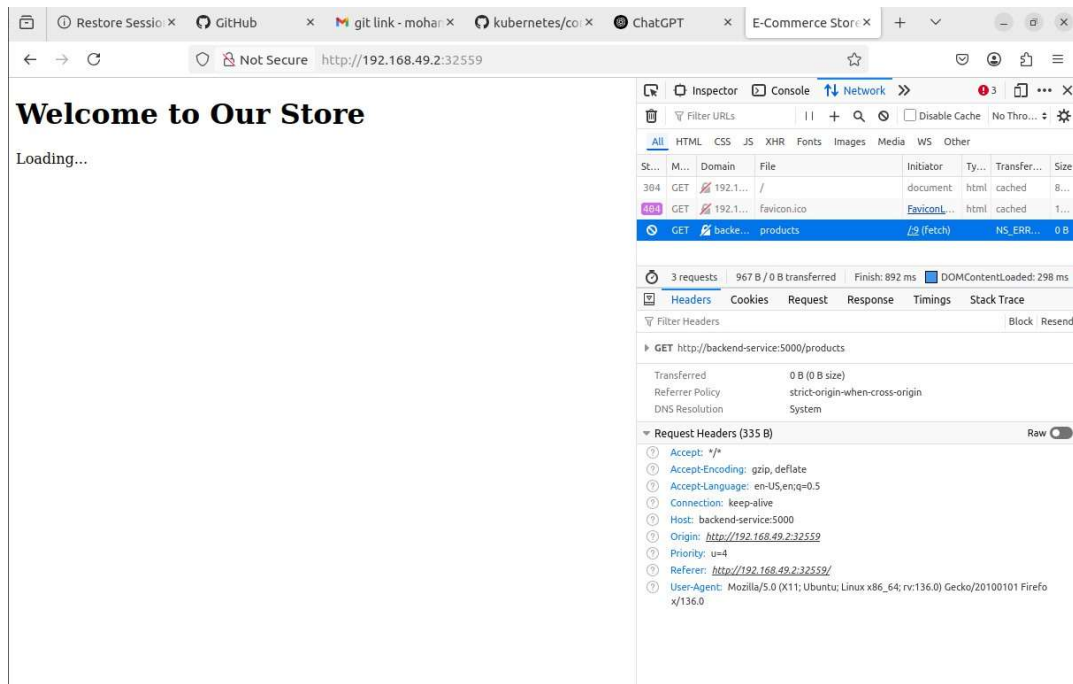 Restore Sessio
GitHub
git link - mohar
kubernetes/co
ChatGPT
E-Commerce Store
Not Secure http://192.168.49.2:32559
Welcome to Our Store
Loading...
Inspector Console Network
3
Filter URLs Disable Cache No Thro...
All HTML CSS JS XHR Fonts Images Media WS Other
St... M... Domain File Initiator Ty... Transfer... Size
304 GET 192.1... / document html cached 8...
404 GET 192.1... favicon.ico FaviconL... html cached 1...
GET backe... products /:9 (fetch) NS_ERR... 0 B
3 requests 967 B / 0 B transferred Finish: 892 ms DOMContentLoaded: 298 ms
Headers Cookies Request Response Timings Stack Trace
Filter Headers Block Resend
GET http://backend-service:5000/products
Transferred 0 B (0 B size)
Referrer Policy strict-origin-when-cross-origin
DNS Resolution System
Request Headers (335 B) Raw
Accept: */*
Accept-Encoding: gzip, deflate
Accept-Language: en-US,en;q=0.5
Connection: keep-alive
Host: backend-service:5000
Origin: http://192.168.49.2:32559
Priority: u=4
Referer: http://192.168.49.2:32559/
User-Agent: Mozilla/5.0 (X11; Ubuntu; Linux x86_64; rv:136.0) Gecko/20100101 Firefo
x/136.0